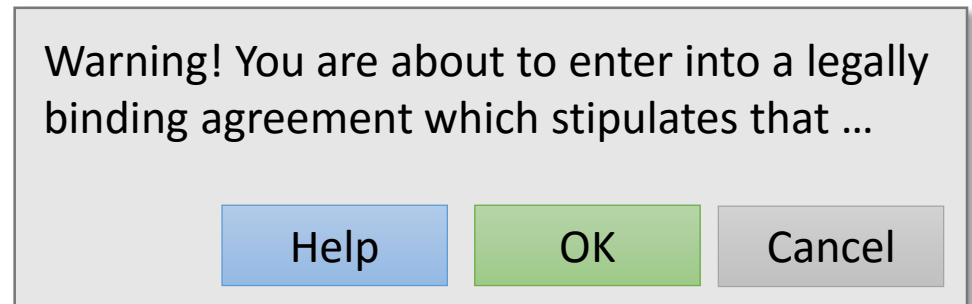 Warning! You are about to enter into a legally
binding agreement which stipulates that ...
Help OK Cancel